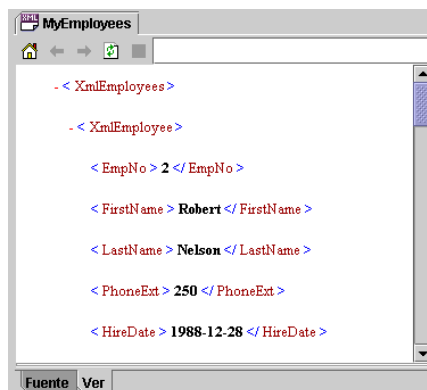 XML MyEmployees
- < XmlEmployees >
- < XmlEmployee >
< EmpNo > 2 </ EmpNo >
< FirstName > Robert </ FirstName >
< LastName > Nelson </ LastName >
< PhoneExt > 250 </ PhoneExt >
< HireDate > 1988-12-28 </ HireDate >
Fuente Ver